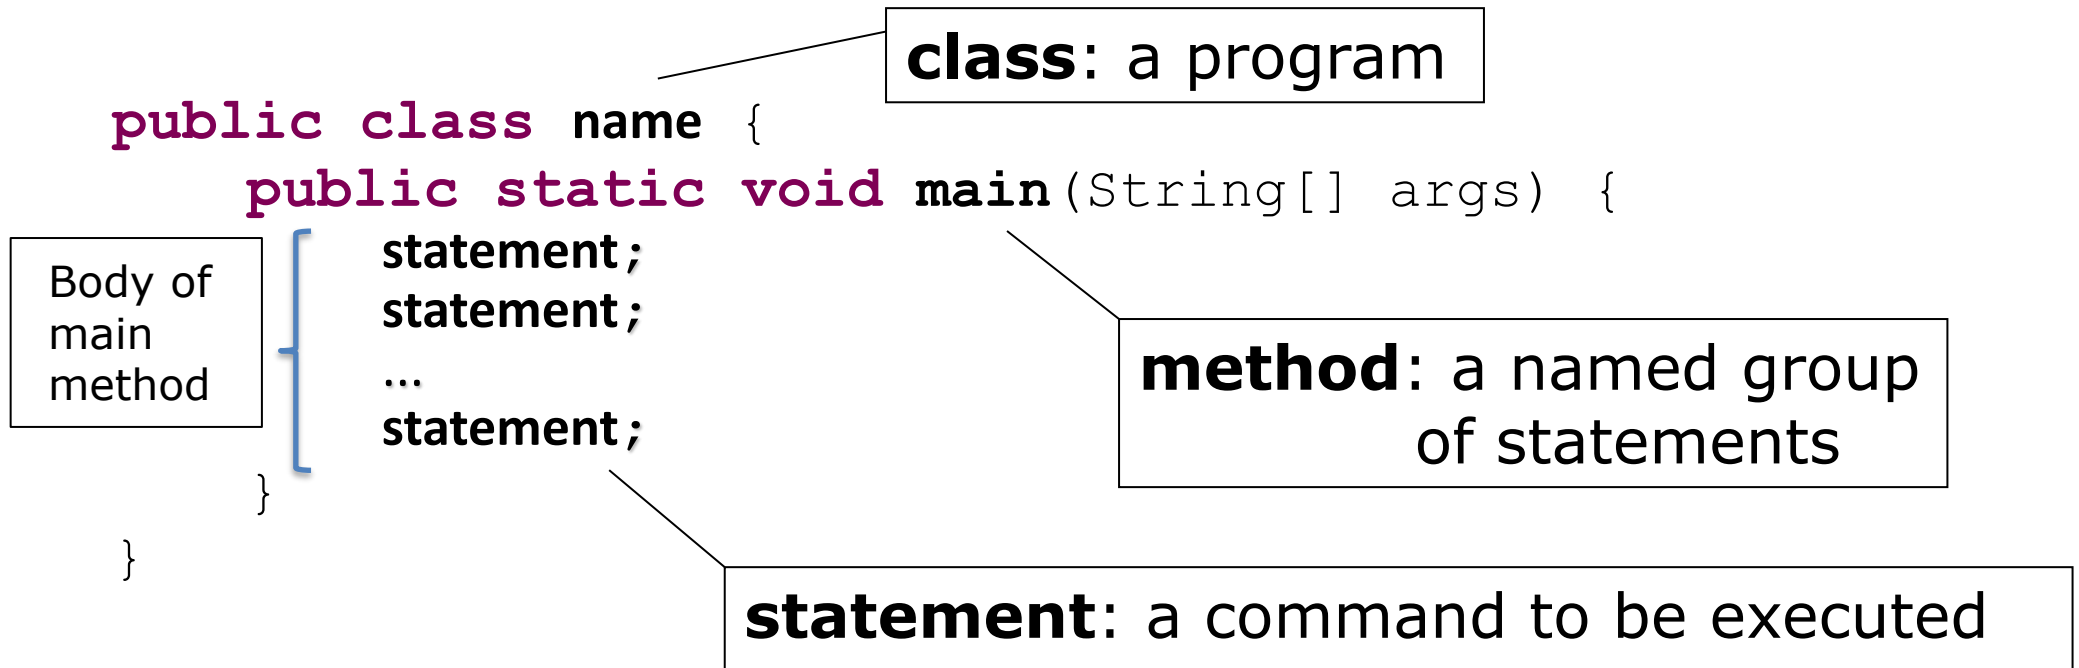 class: a program
public class name {
public static void main(String[] args) {
Body of
main
method
statement;
statement;
...
statement;
method: a named group
of statements
}
}
statement: a command to be executed